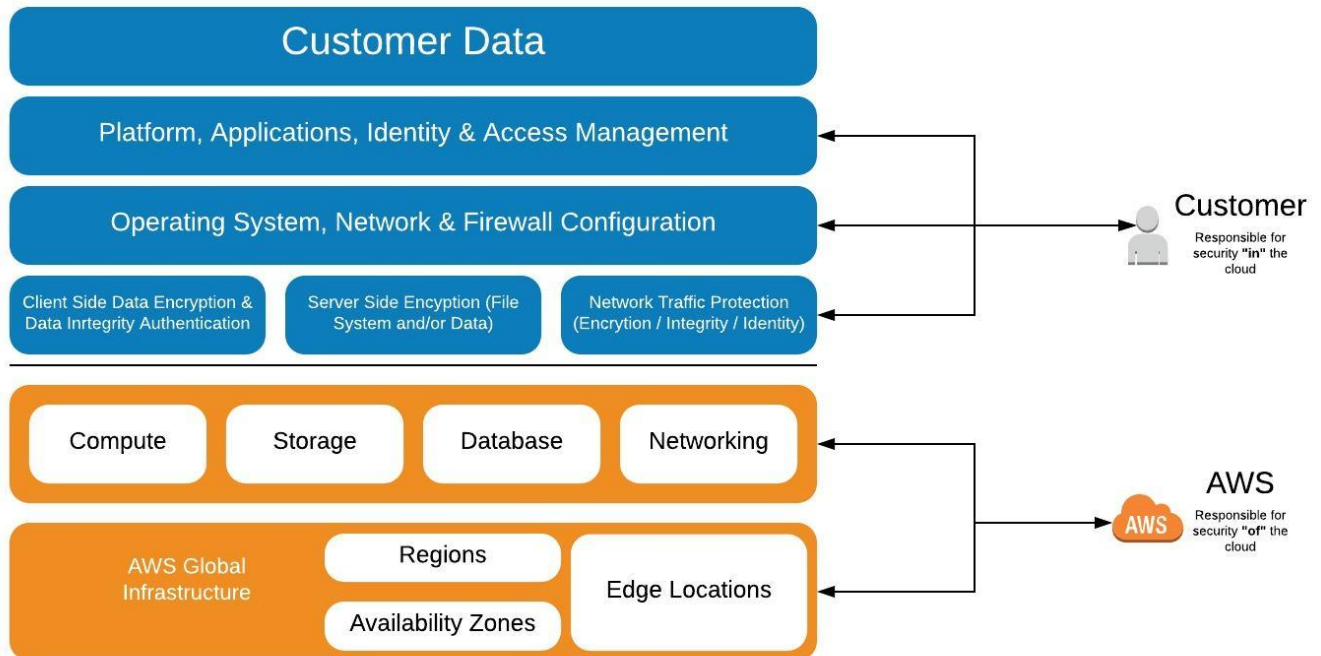 Customer Data
Platform, Applications, Identity & Access Management
Operating System, Network & Firewall Configuration
Client Side Data Encryption &
Data Inrtegrity Authentication
Server Side Encyption (File
System and/or Data)
Network Traffic Protection
(Encrytion / Integrity / Identity)
Customer
Responsible for
security "in" the
cloud
Compute
Storage
Database
Networking
AWS Global
Infrastructure
Regions
Availability Zones
Edge Locations
AWS
AWS
Responsible for
security "of" the
cloud